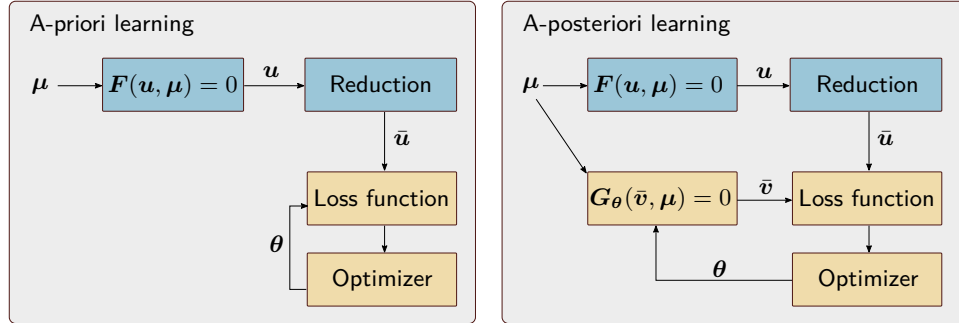 A-priori learning
μ
F(u, μ) = 0
u
Reduction
ū
Loss function
θ
Optimizer
A-posteriori learning
μ
F(u, μ) = 0
u
Reduction
ū
G_θ(v̄, μ) = 0
v̄
Loss function
θ
Optimizer